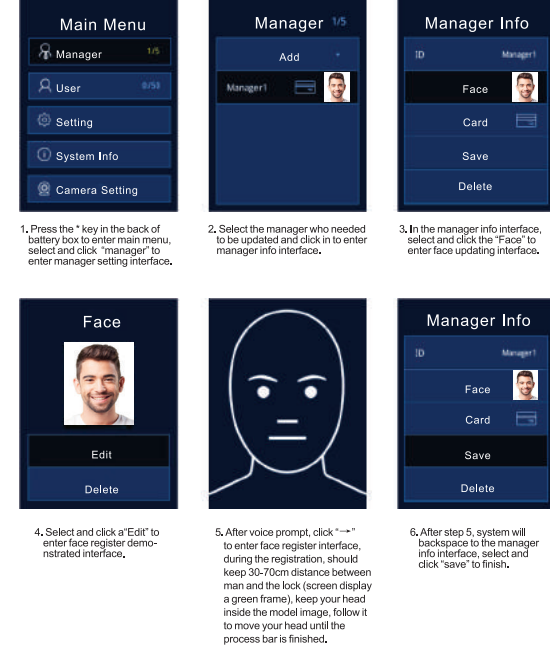 Main Menu
Manager 1/5
User 0/53
Setting
System Info
Camera Setting
1. Press the * key in the back of
battery box to enter main menu,
select and click "manager" to
enter manager setting interface.
Manager 1/5
Add
Manager1
2. Select the manager who needed
to be updated and click in to enter
manager info interface.
Manager Info
ID Manager1
Face
Card
Save
Delete
3. In the manager info interface,
select and click the "Face" to
enter face updating interface.
Face
Edit
Delete
4. Select and click a"Edit" to
enter face register demo-
nstrated interface.
5. After voice prompt, click "→"
to enter face register interface,
during the registration, should
keep 30-70cm distance between
man and the lock (screen display
a green frame), keep your head
inside the model image, follow it
to move your head until the
process bar is finished.
Manager Info
ID Manager1
Face
Card
Save
Delete
6. After step 5, system will
backspace to the manager
info interface, select and
click "save" to finish.